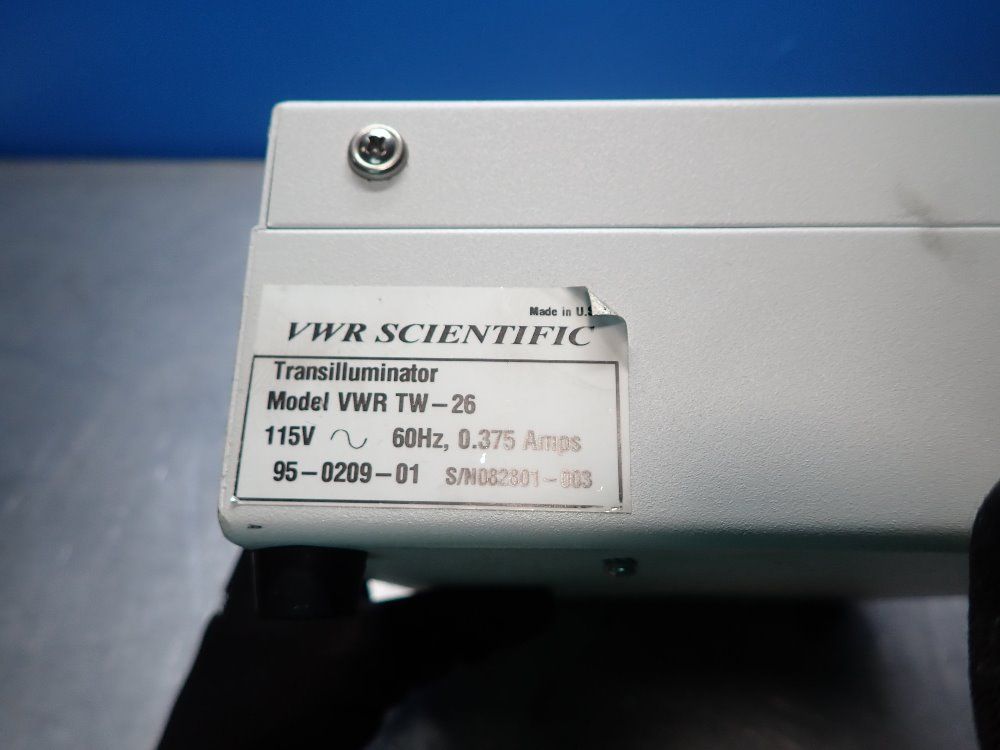 Made in U.S
VWR SCIENTIFIC
Transilluminator
Model VWR TW-26
115V ~ 60Hz, 0.375 Amps
95-0209-01 S/N082801-003